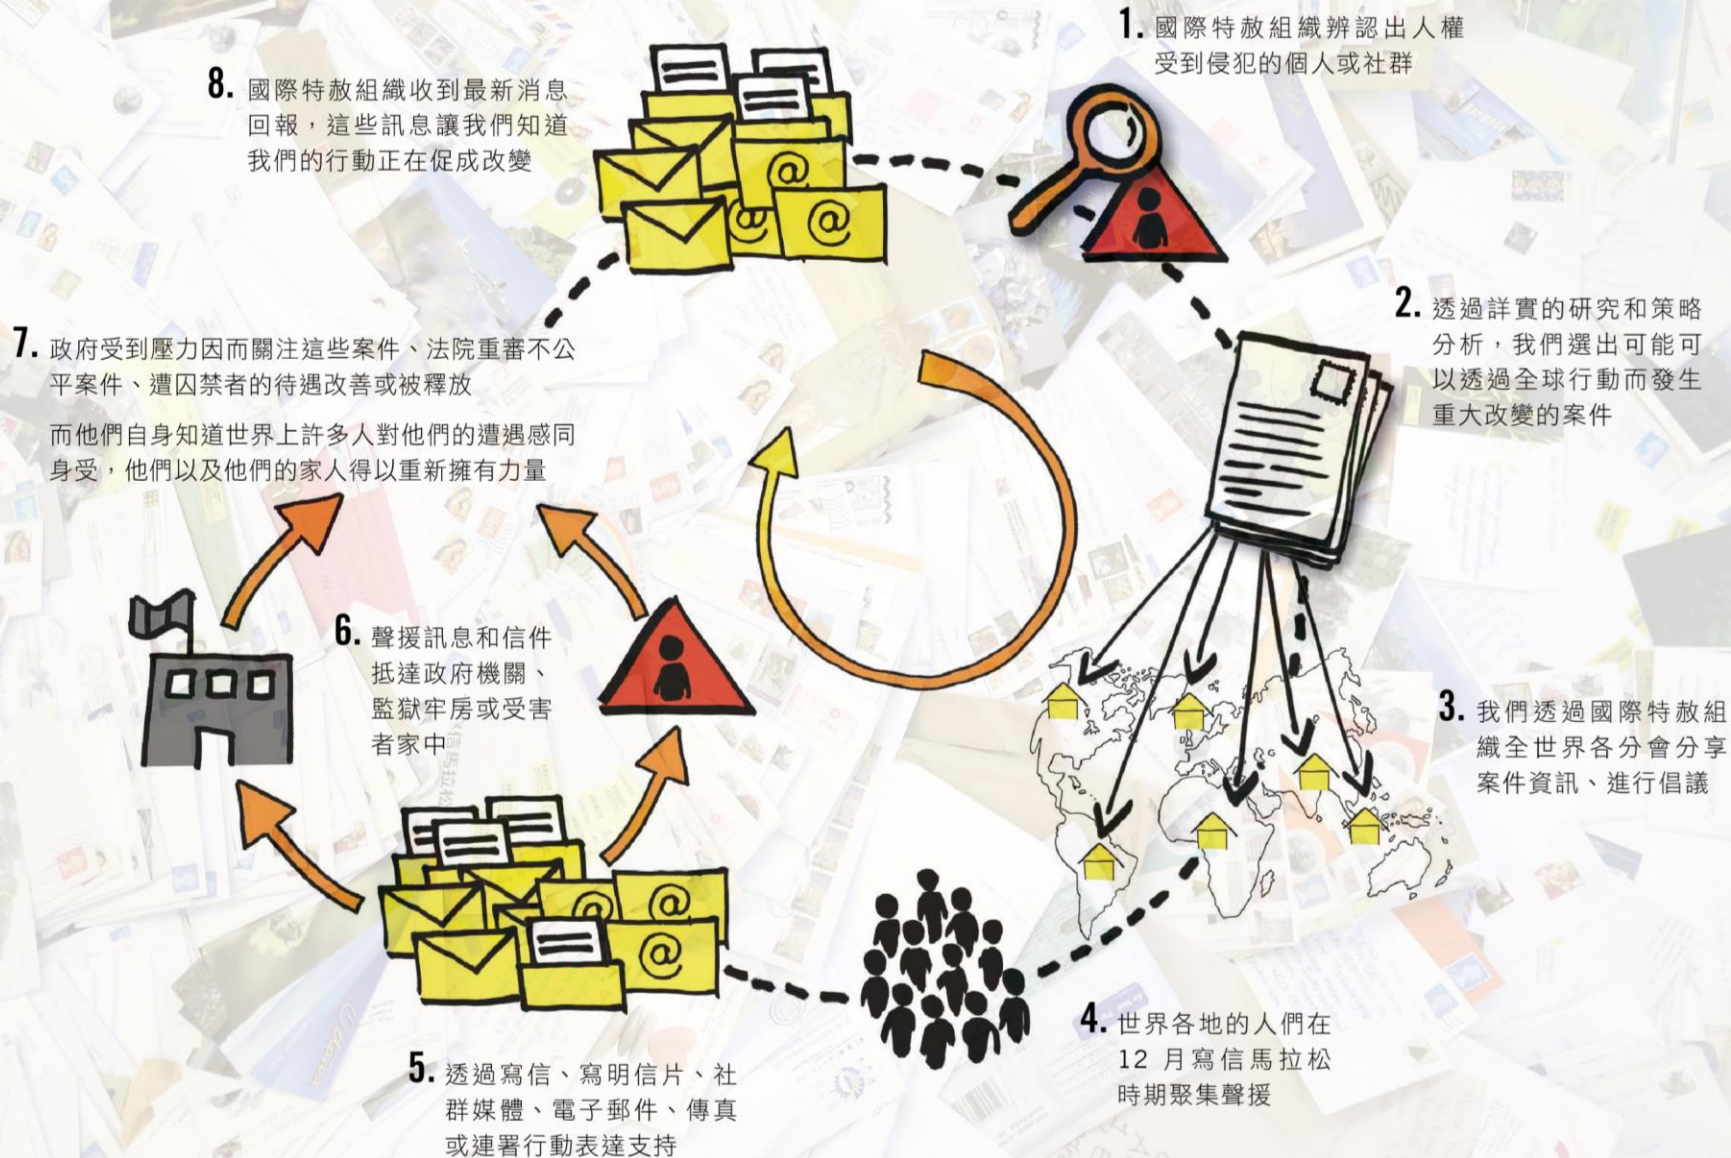 1. 國際特赦組織辨認出人權
受到侵犯的個人或社群
2. 透過詳實的研究和策略
分析，我們選出可能可
以透過全球行動而發生
重大改變的案件
3. 我們透過國際特赦組
織全世界各分會分享
案件資訊、進行倡議
4. 世界各地的人們在
12 月寫信馬拉松
時期聚集聲援
5. 透過寫信、寫明信片、社
群媒體、電子郵件、傳真
或連署行動表達支持
6. 聲援訊息和信件
抵達政府機關、
監獄牢房或受害
者家中
7. 政府受到壓力因而關注這些案件、法院重審不公
平案件、遭囚禁者的待遇改善或被釋放
而他們自身知道世界上許多人對他們的遭遇感同
身受，他們以及他們的家人得以重新擁有力量
8. 國際特赦組織收到最新消息
回報，這些訊息讓我們知道
我們的行動正在促成改變
@
@
@
@
@
@